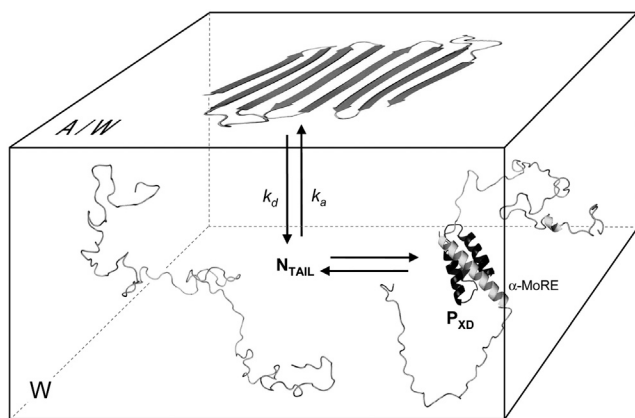 A/W
k_d
k_a
N_TAIL
α-MoRE
P_XD
W